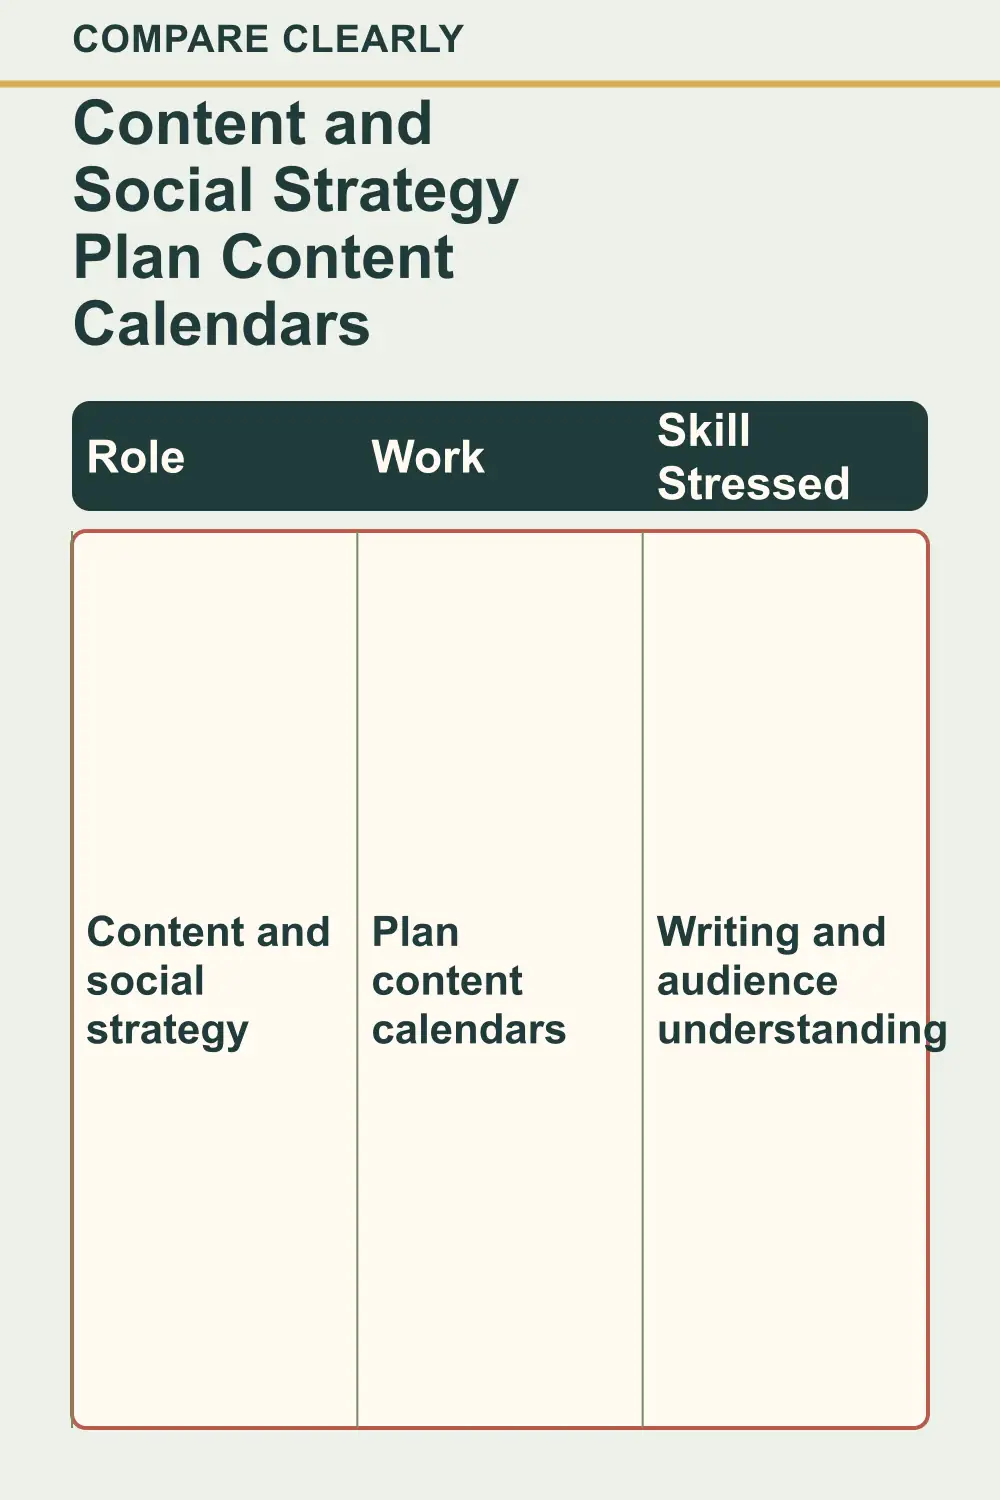 COMPARE CLEARLY
Content and
Social Strategy
Plan Content
Calendars
Role
Work
Skill
Stressed
Content and
social
strategy
Plan
content
calendars
Writing and
audience
understanding